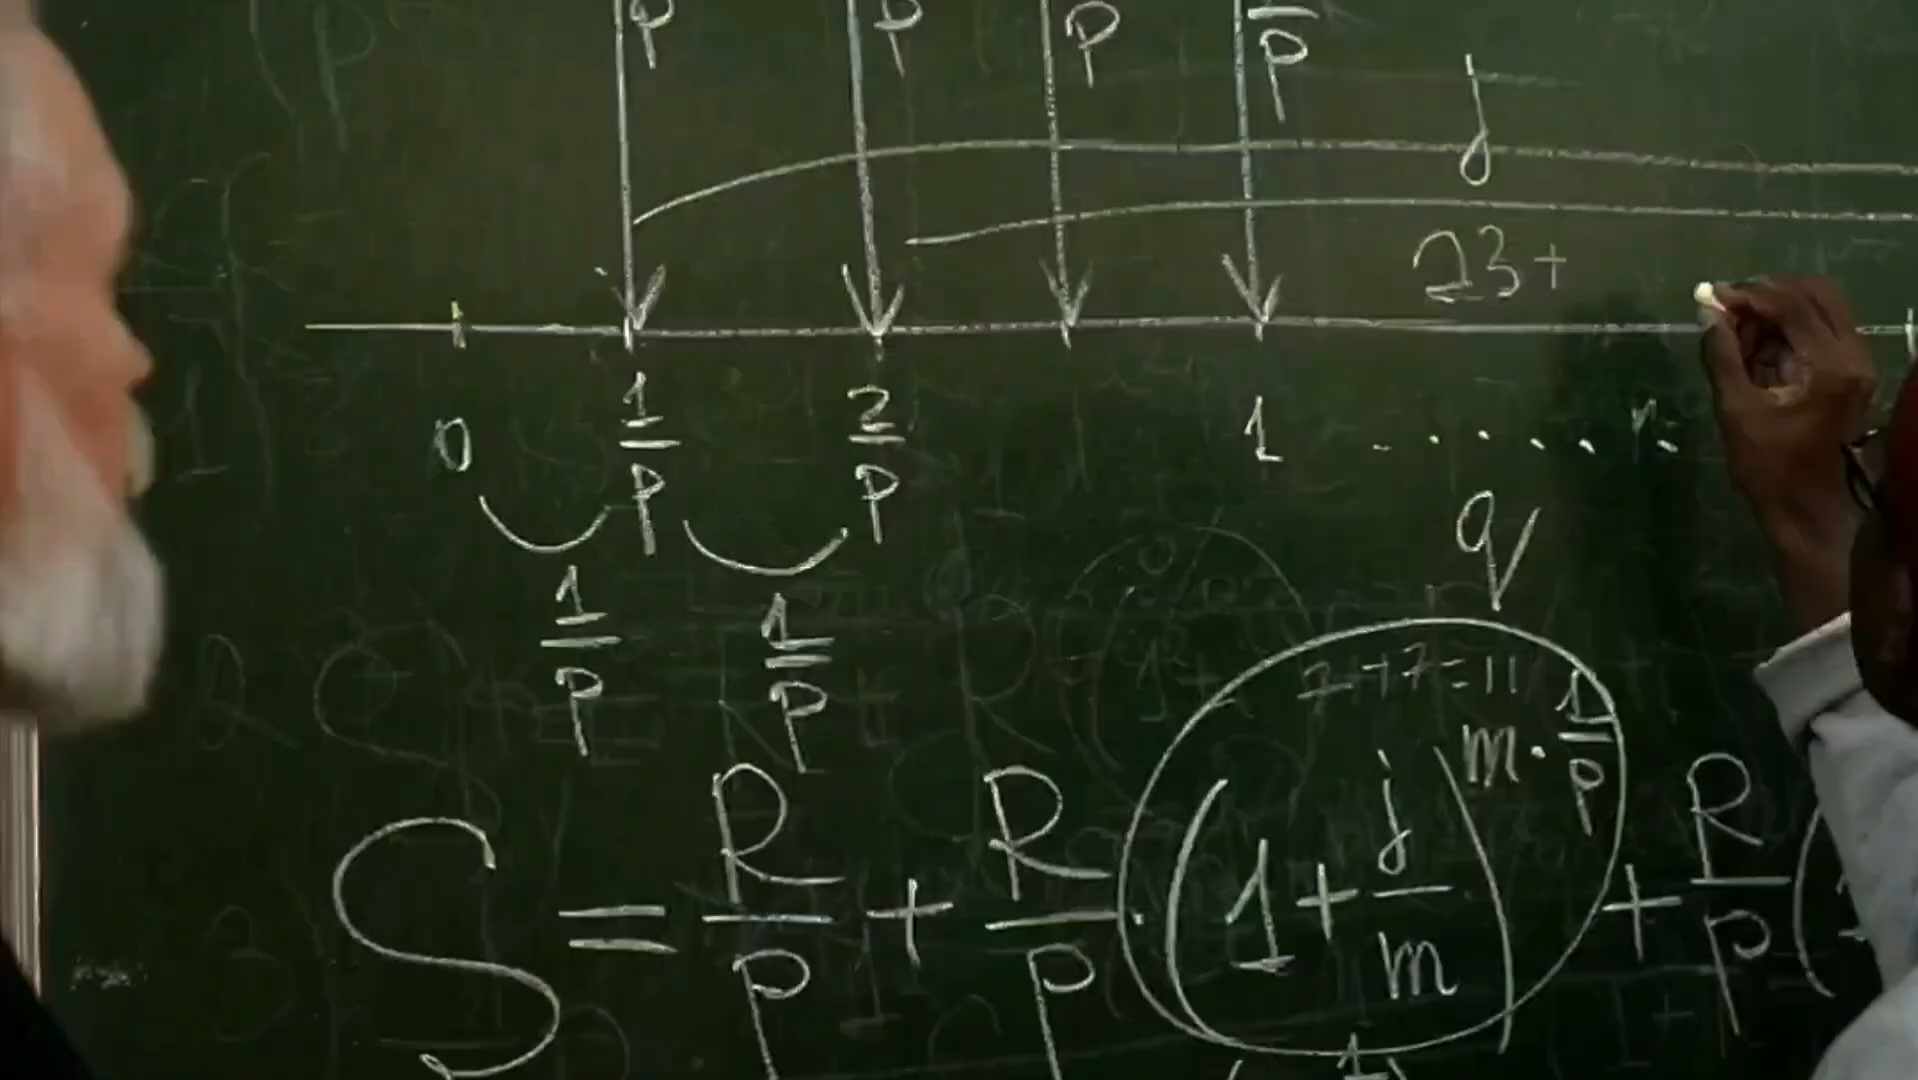 p p p p
j
23+
0 1/p 2/p 1 . . . . . n.
1/p 1/p q
2+7=11
S = R/p + R/p · (1 + j/m)^(m · 1/p) + R/p (